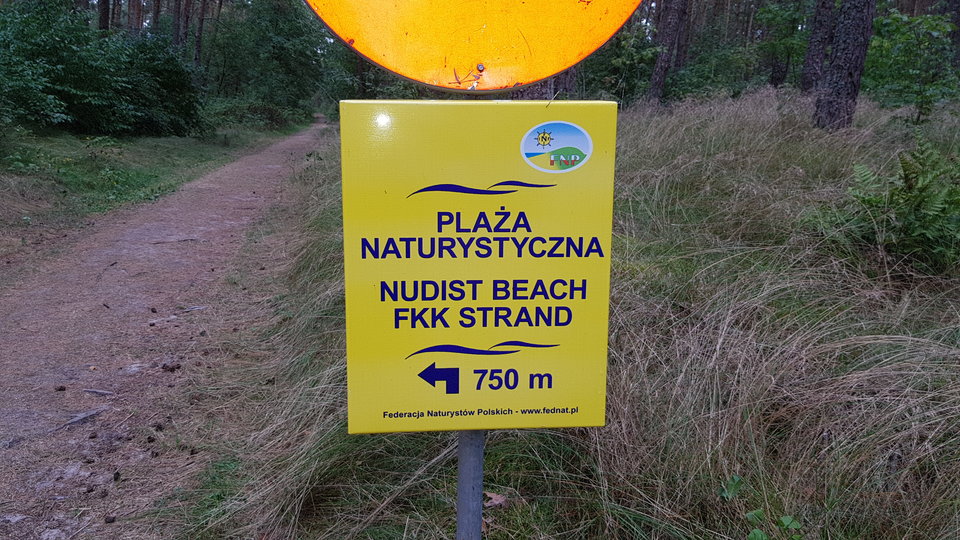 FNP
PLAŻA
NATURYSTYCZNA
NUDIST BEACH
FKK STRAND
750 m
Federacja Naturystów Polskich - www.fednat.pl